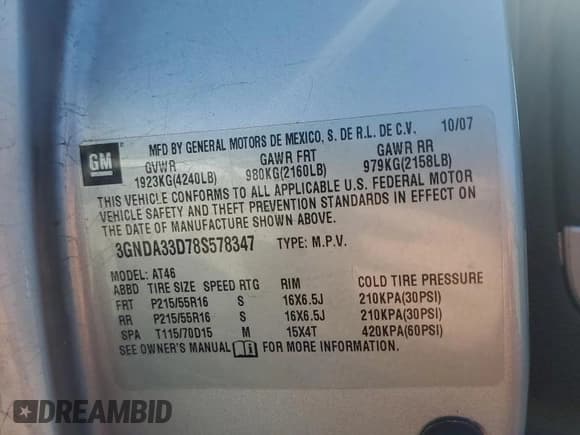 10/07
GM
MFD BY GENERAL MOTORS DE MEXICO, S. DE R.L. DE C.V.
GVWR GAWR FRT GAWR RR
1923KG(4240LB) 980KG(2160LB) 979KG(2158LB)
THIS VEHICLE CONFORMS TO ALL APPLICABLE U.S. FEDERAL MOTOR
VEHICLE SAFETY AND THEFT PREVENTION STANDARDS IN EFFECT ON
THE DATE OF MANUFACTURE SHOWN ABOVE.
3GNDA33D78S578347 TYPE: M.P.V.
MODEL: AT46
ABBD TIRE SIZE SPEED RTG RIM COLD TIRE PRESSURE
FRT P215/55R16 S 16X6.5J 210KPA(30PSI)
RR P215/55R16 S 16X6.5J 210KPA(30PSI)
SPA T115/70D15 M 15X4T 420KPA(60PSI)
SEE OWNER'S MANUAL FOR MORE INFORMATION.
DREAMBID